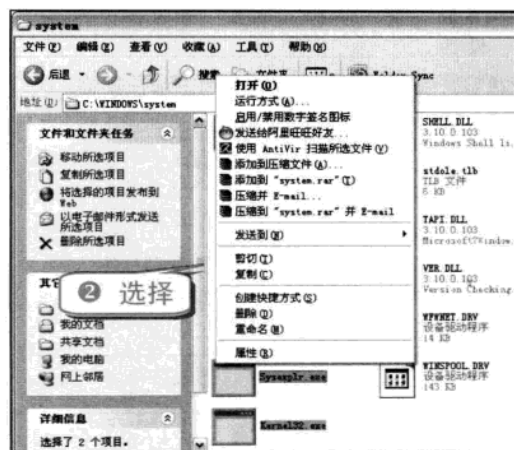 system
文件(F) 编辑(E) 查看(V) 收藏(A) 工具(T) 帮助(H)
后退 搜索 文件夹 Folder Sync
地址(D) C:\WINDOWS\system
文件和文件夹任务
移动所选项目
复制所选项目
将选择的项目发布到
Web
以电子邮件形式发送
所选项目
删除所选项目
其它
我的文档
共享文档
我的电脑
网上邻居
详细信息
选择了 2 个项目。
❷ 选择
打开(O)
运行方式(A)...
启用/禁用数字签名图标
发送给阿里旺旺好友...
使用 AntiVir 扫描所选文件(Y)
添加到压缩文件(A)...
添加到 "system.rar"(T)
压缩并 E-mail...
压缩到 "system.rar" 并 E-mail
发送到(N)
剪切(T)
复制(C)
创建快捷方式(S)
删除(D)
重命名(M)
属性(R)
Sysexplr.exe
Kernel32.exe
SHELL.DLL
3.10.0.103
Windows Shell li
stdole.tlb
TLB 文件
6 KB
TAPI.DLL
3.10.0.103
Microsoft?Window
VER.DLL
3.10.0.103
Version Checking
WFWNET.DRV
设备驱动程序
14 KB
WINSPOOL.DRV
设备驱动程序
143 KB